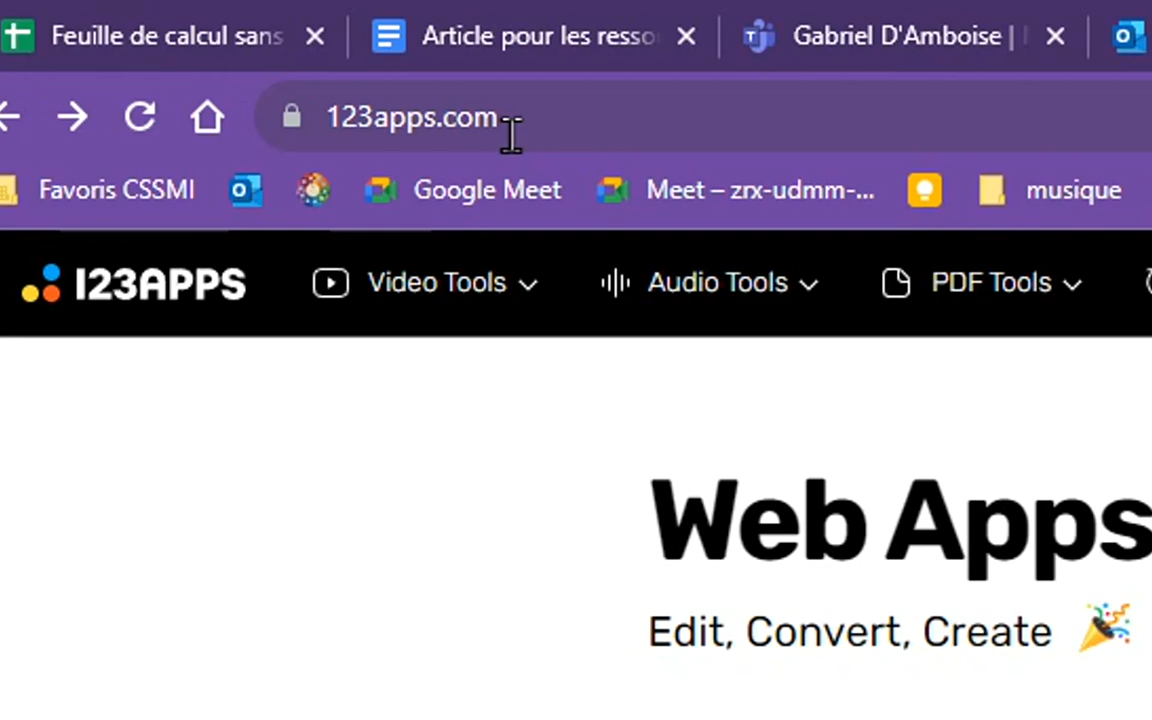 Feuille de calcul sans
Article pour les resso
Gabriel D'Amboise |
123apps.com
Favoris CSSMI
Google Meet
Meet – zrx-udmm-...
musique
123APPS
Video Tools
Audio Tools
PDF Tools
Web Apps
Edit, Convert, Create 🎉